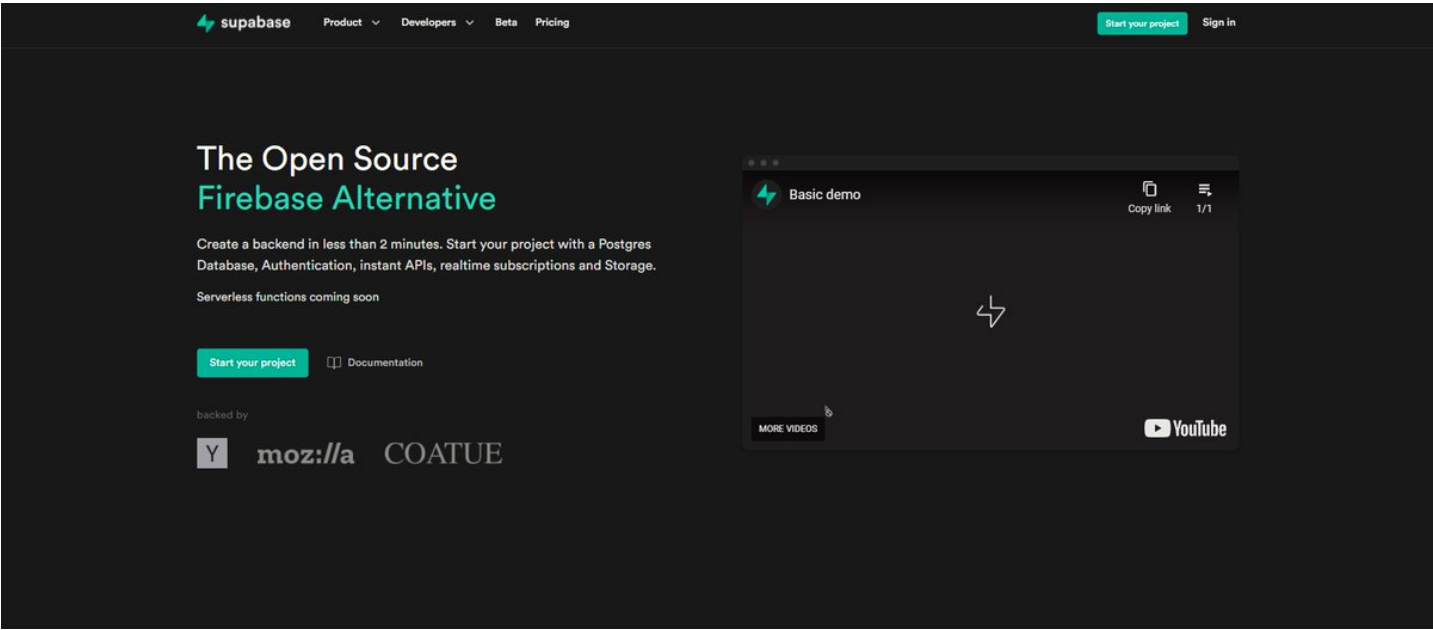 supabase Product Developers Beta Pricing Start your project Sign in
The Open Source
Firebase Alternative
Create a backend in less than 2 minutes. Start your project with a Postgres
Database, Authentication, instant APIs, realtime subscriptions and Storage.
Serverless functions coming soon
Start your project Documentation
backed by
Y moz://a COATUE
Basic demo
Copy link 1/1
MORE VIDEOS YouTube